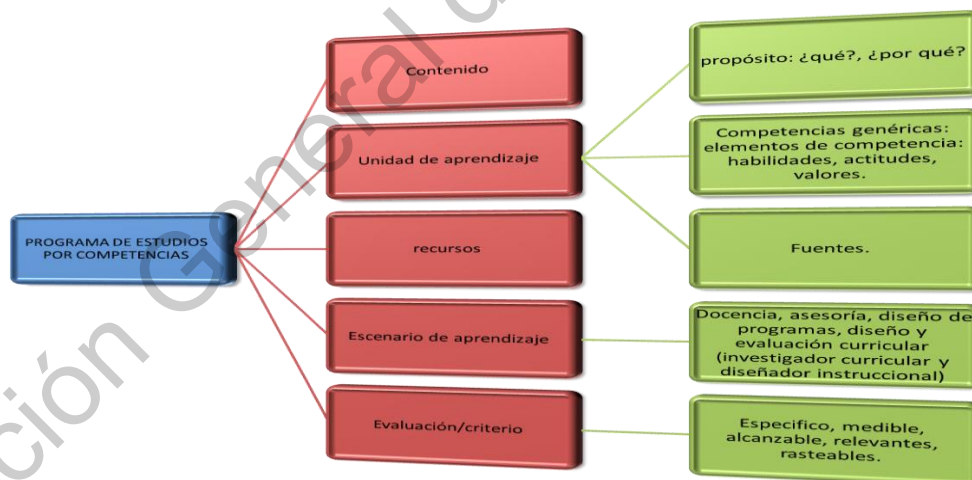 PROGRAMA DE ESTUDIOS
POR COMPETENCIAS
Contenido
Unidad de aprendizaje
recursos
Escenario de aprendizaje
Evaluación/criterio
propósito: ¿qué?, ¿por qué?
Competencias genéricas:
elementos de competencia:
habilidades, actitudes,
valores.
Fuentes.
Docencia, asesoría, diseño de
programas, diseño y
evaluación curricular
(investigador curricular y
diseñador instruccional)
Especifico, medible,
alcanzable, relevantes,
rasteables.
ción General d